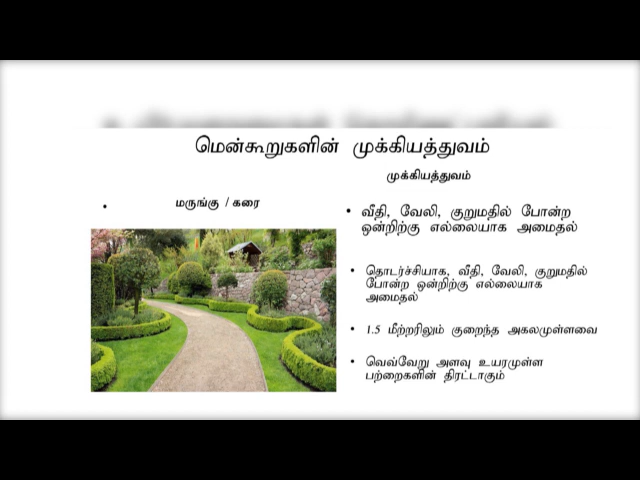 மென்கூறுகளின் முக்கியத்துவம்
முக்கியத்துவம்
• மருங்கு / கரை
• வீதி, வேலி, குறுமதில் போன்ற
ஒன்றிற்கு எல்லையாக அமைதல்
• தொடர்ச்சியாக, வீதி, வேலி, குறுமதில்
போன்ற ஒன்றிற்கு எல்லையாக
அமைதல்
• 1.5 மீற்றரிலும் குறைந்த அகலமுள்ளவை
• வெவ்வேறு அளவு உயரமுள்ள
பற்றைகளின் திரட்டாகும்